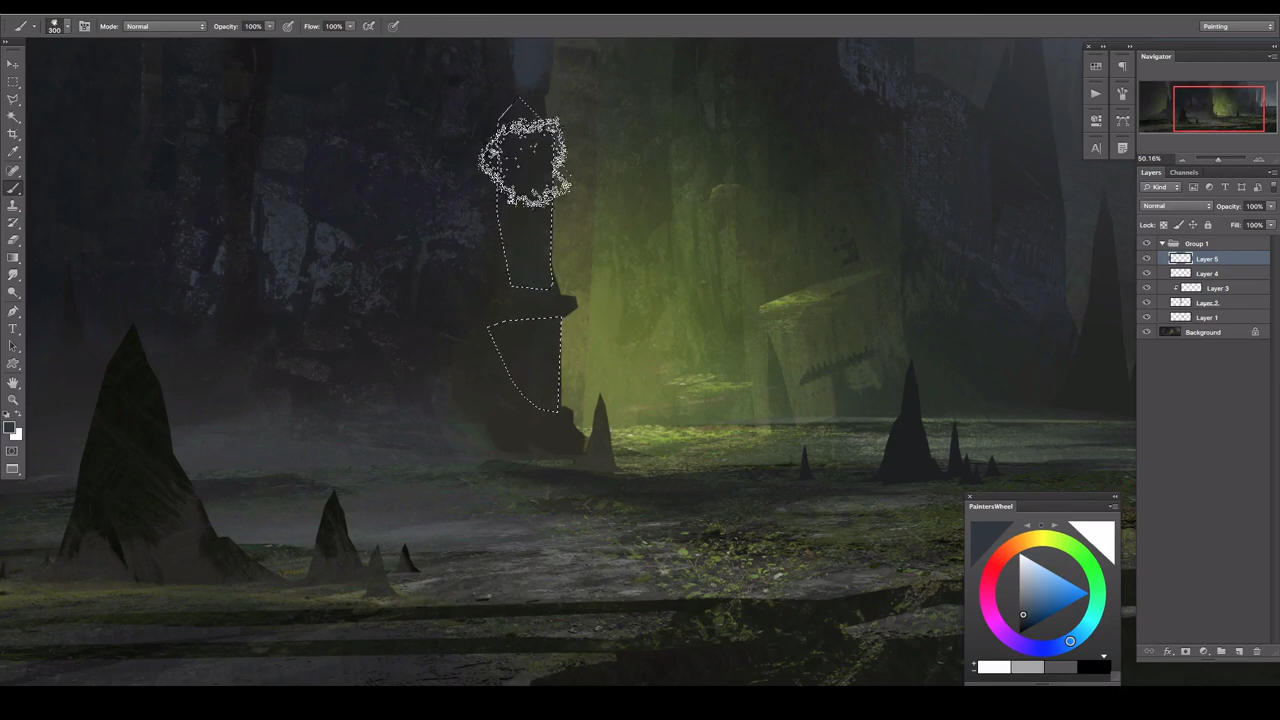 Mode: Normal Opacity: 100% Flow: 100% Painting
300
Navigator
50.16%
Layers Channels
Kind
Normal Opacity: 100%
Lock: Fill: 100%
Group 1
Layer 5
Layer 4
Layer 3
Layer 2
Layer 1
Background
PaintersWheel